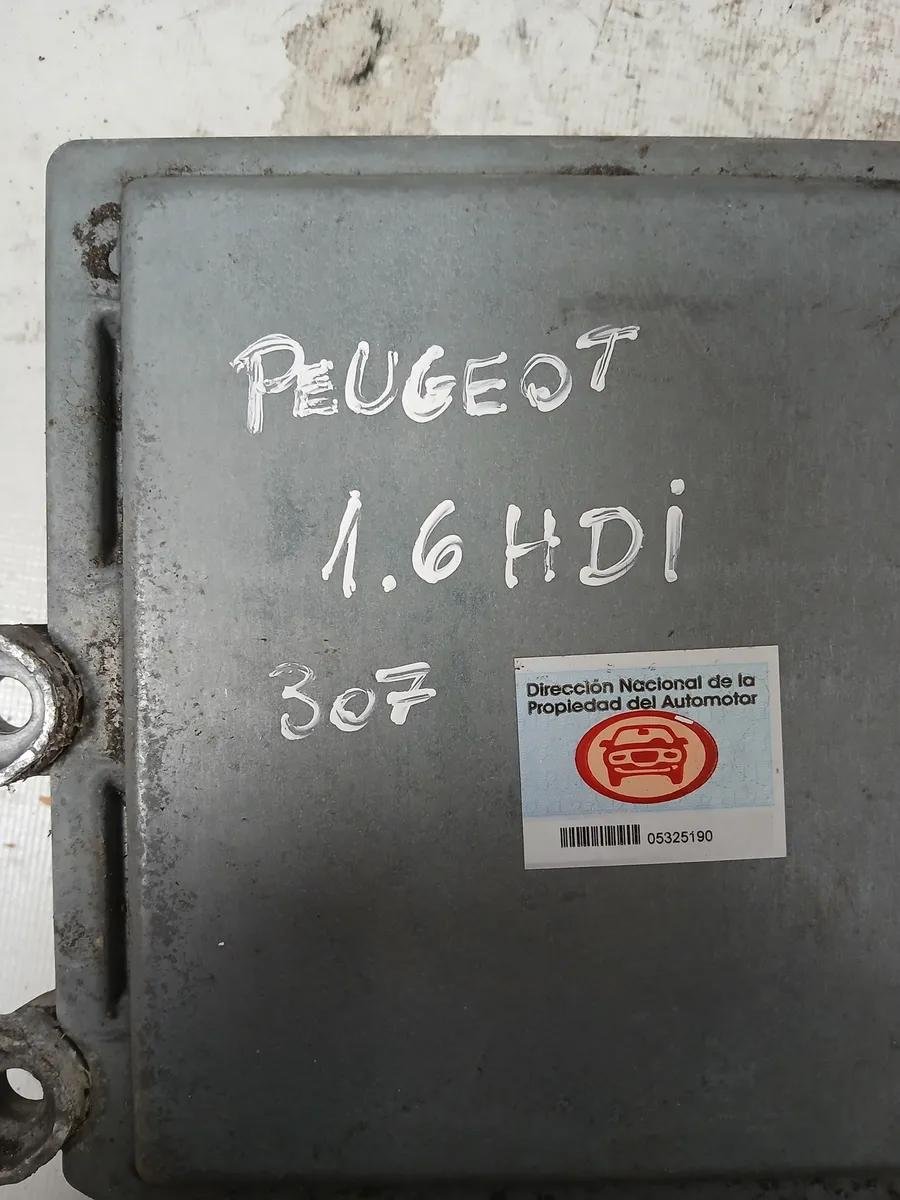 PEUGEOT
1.6 HDi
307
Dirección Nacional de la
Propiedad del Automotor
05325190